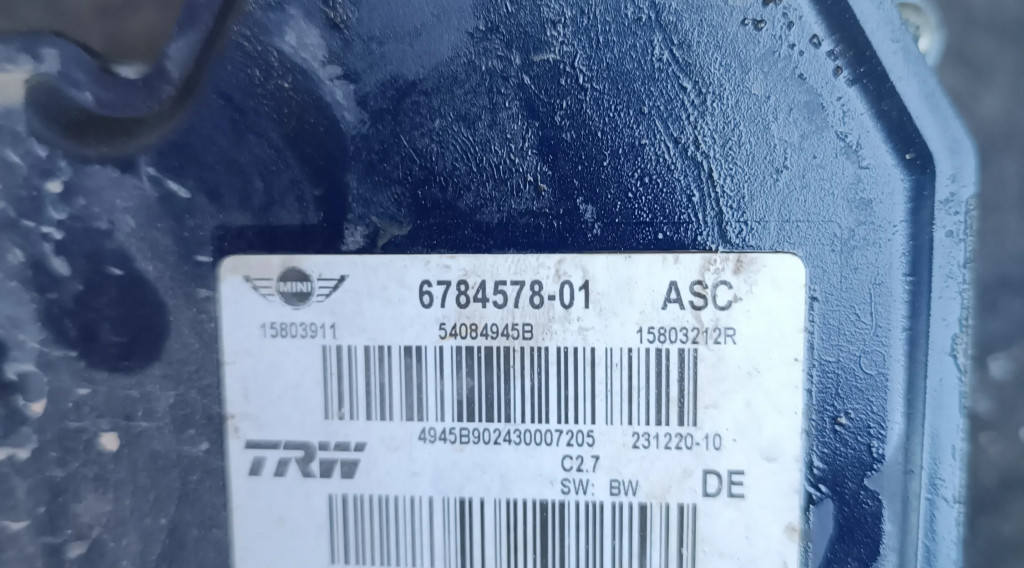 MINI 6784578-01 ASC
15803911 54084945B 15803212R
4945B902430007205 231220-10
TRW C2.7
SW: BW DE